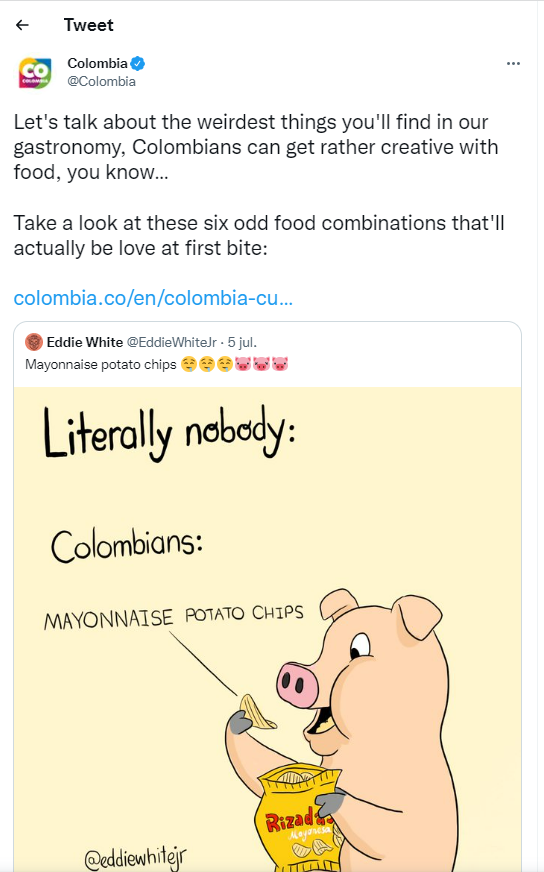 Tweet
CO
COLOMBIA
Colombia
@Colombia
Let's talk about the weirdest things you'll find in our
gastronomy, Colombians can get rather creative with
food, you know...
Take a look at these six odd food combinations that'll
actually be love at first bite:
colombia.co/en/colombia-cu...
Eddie White @EddieWhiteJr · 5 jul.
Mayonnaise potato chips 🤤🤤🤤🐷🐷🐷
Literally nobody:
Colombians:
MAYONNAISE POTATO CHIPS
Rizadas
Mayonesa
@eddiewhitejr